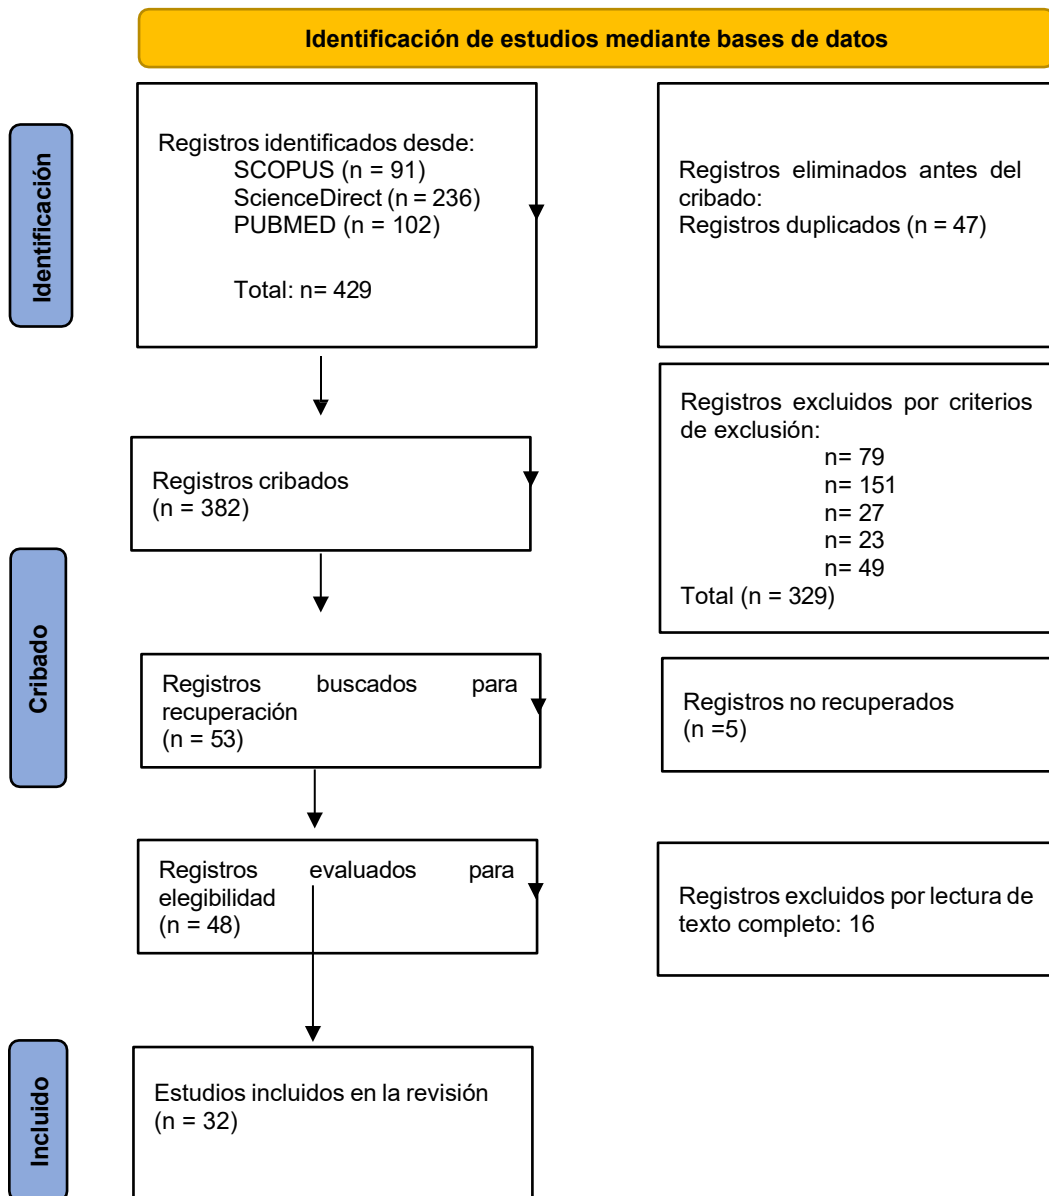 Identificación de estudios mediante bases de datos
Identificación
Registros identificados desde:
SCOPUS (n = 91)
ScienceDirect (n = 236)
PUBMED (n = 102)
Total: n= 429
Registros eliminados antes del
cribado:
Registros duplicados (n = 47)
Cribado
Registros cribados
(n = 382)
Registros excluidos por criterios
de exclusión:
n= 79
n= 151
n= 27
n= 23
n= 49
Total (n = 329)
Registros buscados para
recuperación
(n = 53)
Registros no recuperados
(n =5)
Registros evaluados para
elegibilidad
(n = 48)
Registros excluidos por lectura de
texto completo: 16
Incluido
Estudios incluidos en la revisión
(n = 32)